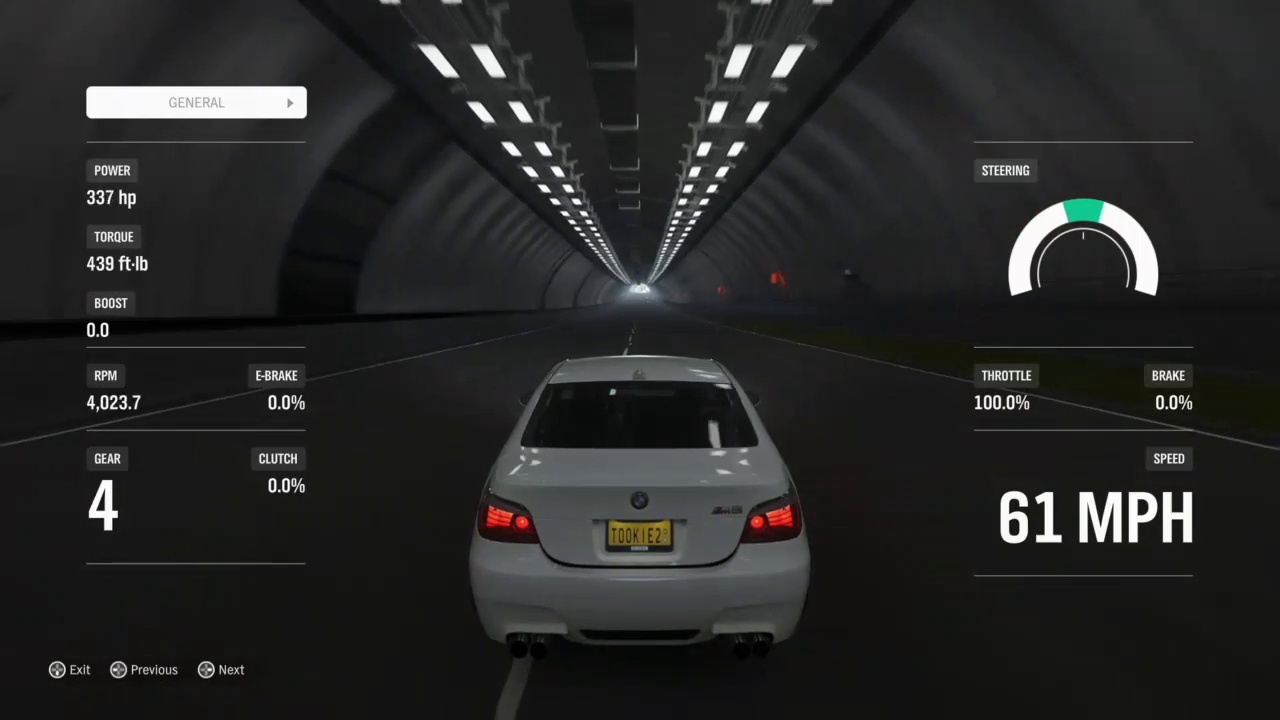 GENERAL
POWER
337 hp
TORQUE
439 ft·lb
BOOST
0.0
RPM
E-BRAKE
4,023.7
0.0%
GEAR
CLUTCH
4
0.0%
STEERING
THROTTLE
BRAKE
100.0%
0.0%
SPEED
61 MPH
M5
TOOKIE2
Exit
Previous
Next